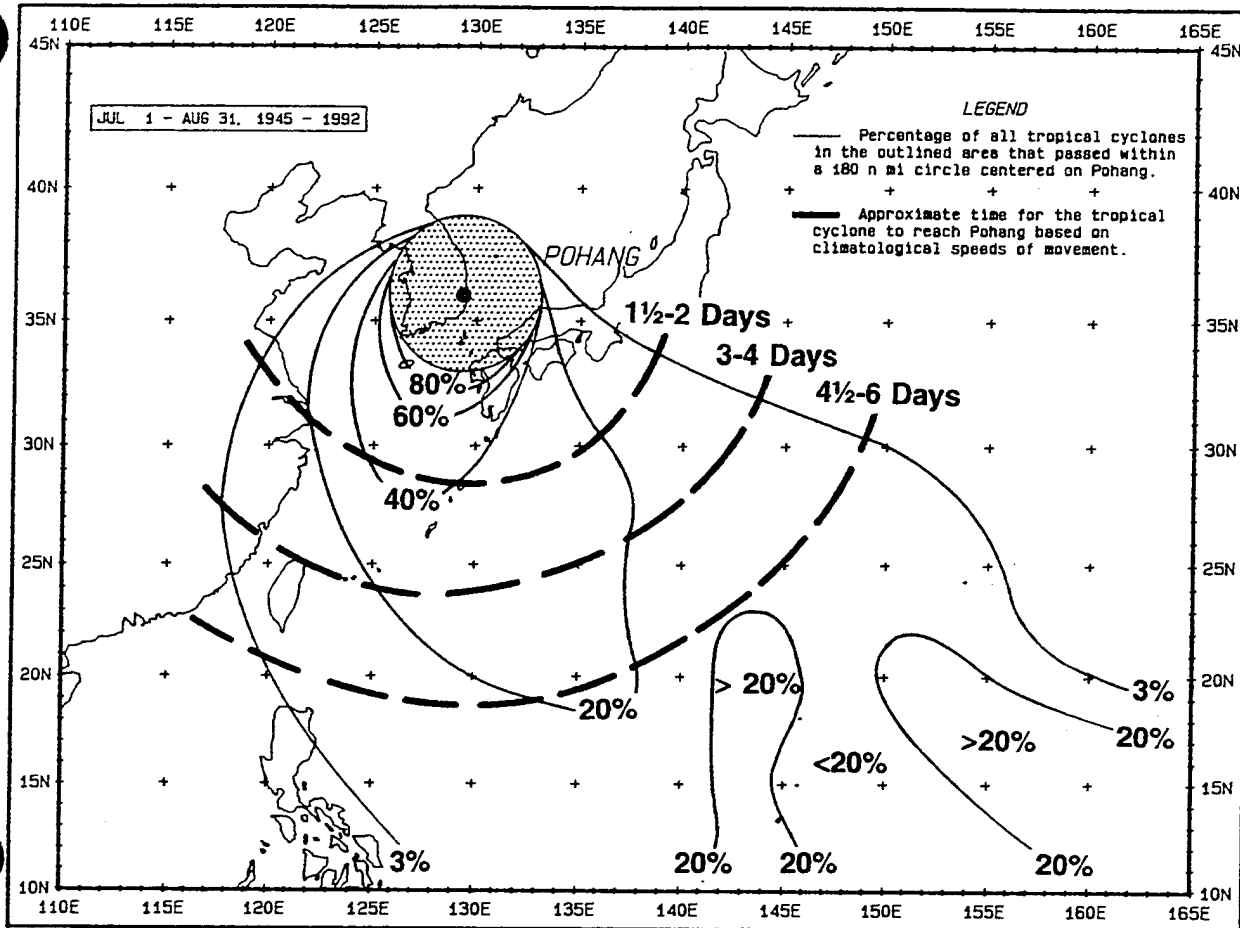 110E 115E 120E 125E 130E 135E 140E 145E 150E 155E 160E 165E
45N 45N
JUL 1 - AUG 31, 1945 - 1992
LEGEND
Percentage of all tropical cyclones
in the outlined area that passed within
a 180 n mi circle centered on Pohang.
Approximate time for the tropical
cyclone to reach Pohang based on
climatological speeds of movement.
40N 40N
POHANG
35N 35N
1½-2 Days
3-4 Days
4½-6 Days
80%
60%
40%
30N 30N
25N 25N
20N 20N
20%
> 20%
3%
<20%
>20%
20%
15N 15N
3%
20%
20%
20%
10N 10N
110E 115E 120E 125E 130E 135E 140E 145E 150E 155E 160E 165E